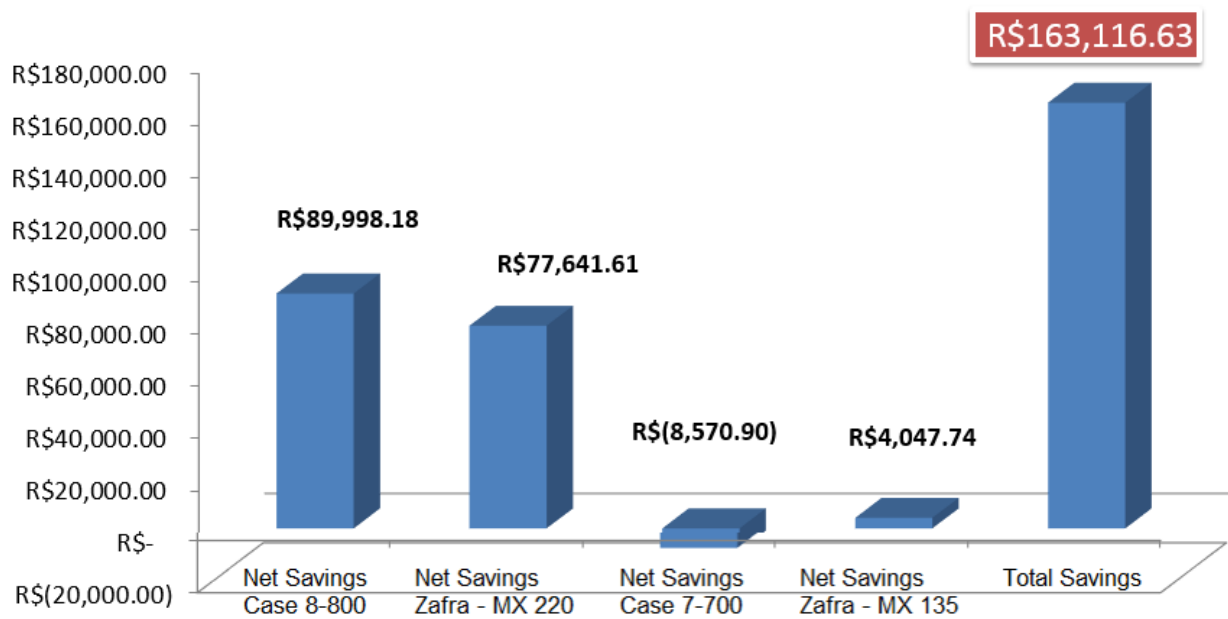 R$163,116.63
R$180,000.00
R$160,000.00
R$140,000.00
R$120,000.00
R$100,000.00
R$80,000.00
R$60,000.00
R$40,000.00
R$20,000.00
R$-
R$(20,000.00)
R$89,998.18
R$77,641.61
R$(8,570.90)
R$4,047.74
Net Savings
Case 8-800
Net Savings
Zafra - MX 220
Net Savings
Case 7-700
Net Savings
Zafra - MX 135
Total Savings